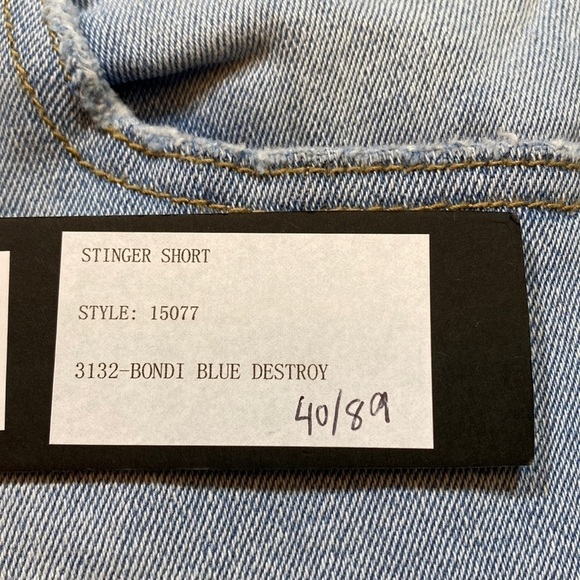 STINGER SHORT
STYLE: 15077
3132-BONDI BLUE DESTROY
40/89